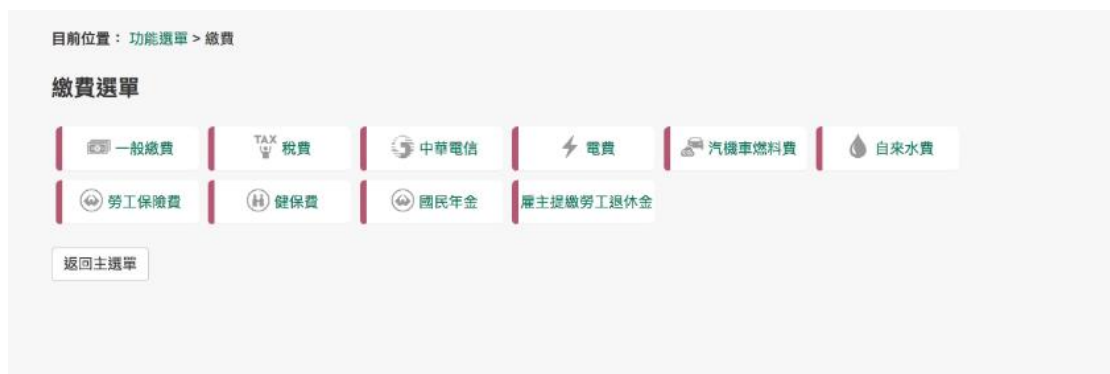 目前位置： 功能選單 > 繳費
繳費選單
一般繳費
TAX 稅費
中華電信
電費
汽機車燃料費
自來水費
勞工保險費
健保費
國民年金
雇主提繳勞工退休金
返回主選單